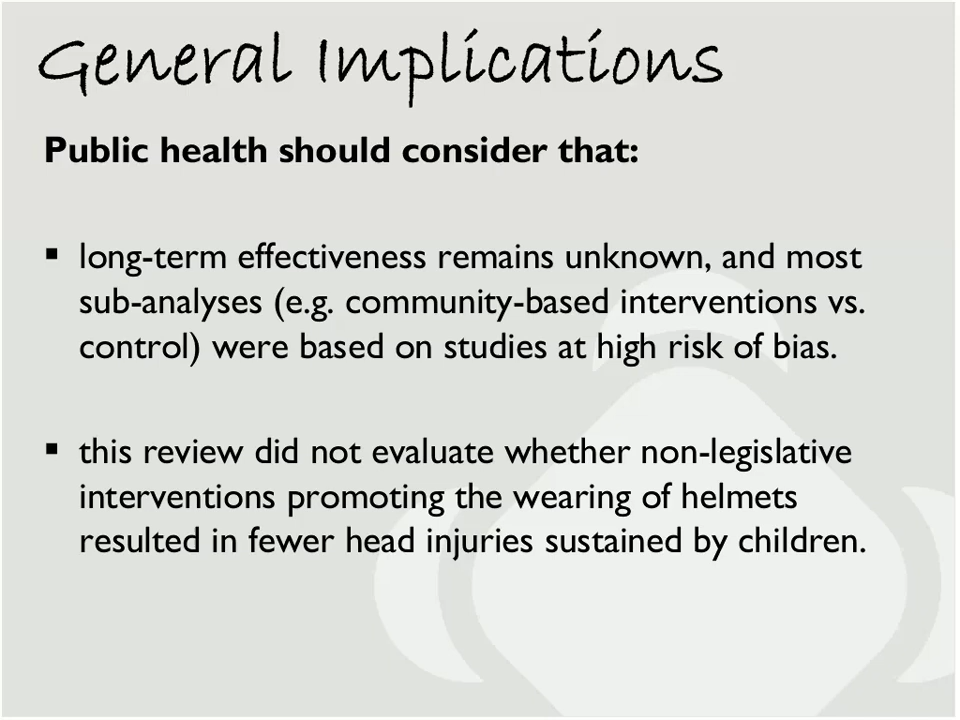 General Implications
Public health should consider that:
▪ long-term effectiveness remains unknown, and most
sub-analyses (e.g. community-based interventions vs.
control) were based on studies at high risk of bias.
▪ this review did not evaluate whether non-legislative
interventions promoting the wearing of helmets
resulted in fewer head injuries sustained by children.